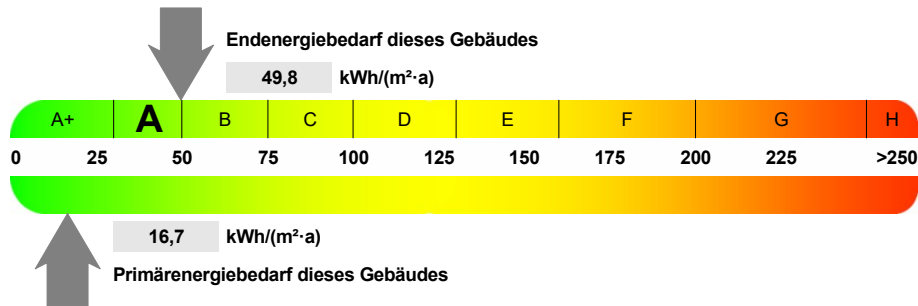 Endenergiebedarf dieses Gebäudes
49,8 kWh/(m²·a)
A+ A B C D E F G H
0 25 50 75 100 125 150 175 200 225 >250
16,7 kWh/(m²·a)
Primärenergiebedarf dieses Gebäudes